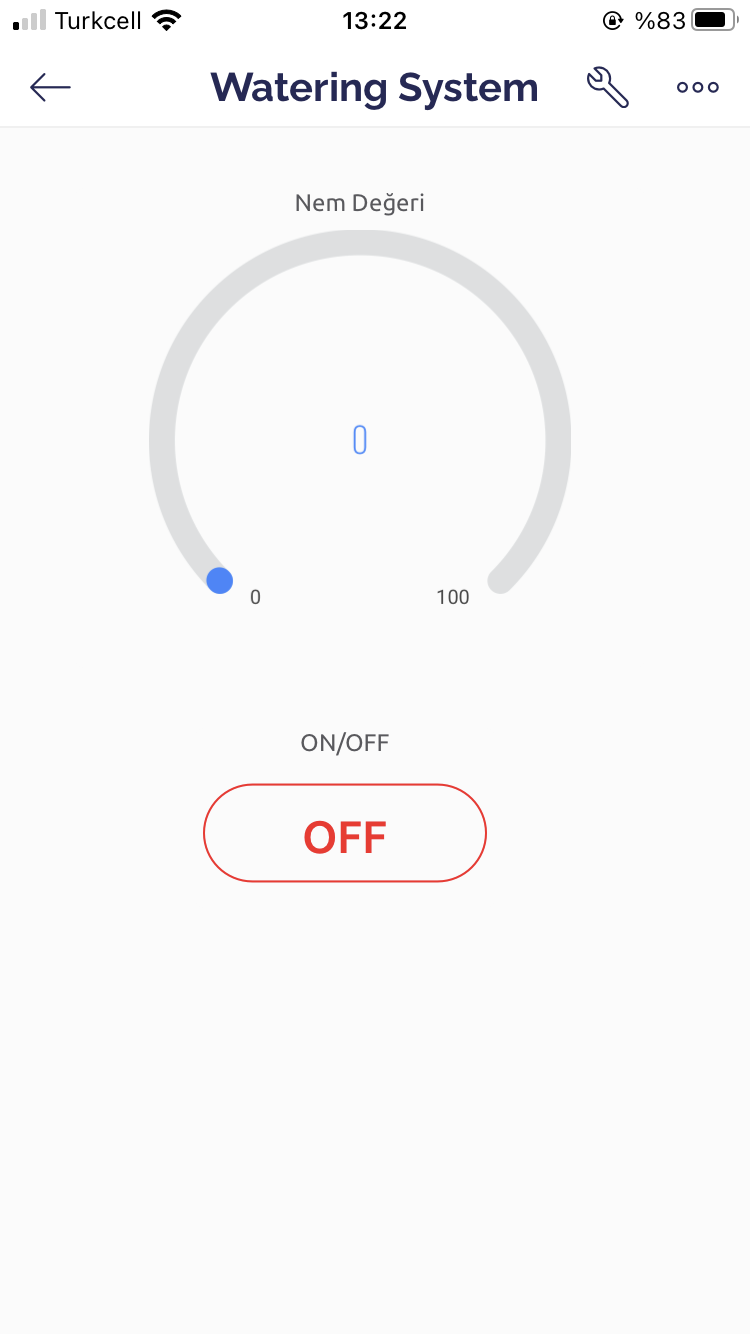 Turkcell 13:22 %83
Watering System
Nem Değeri
0
0 100
ON/OFF
OFF